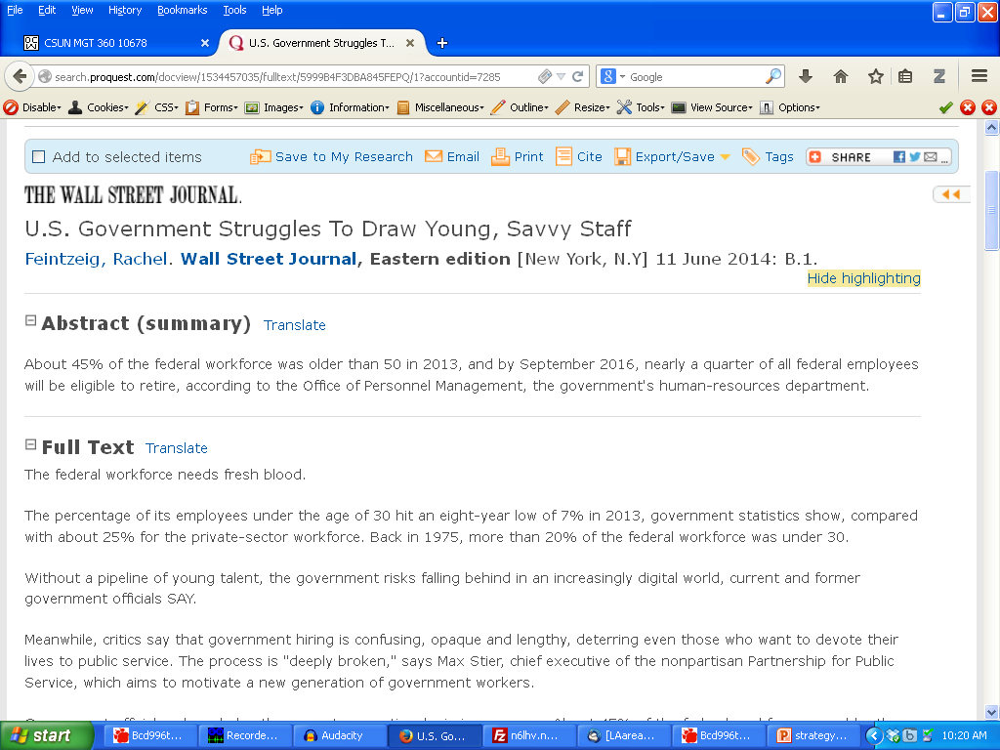 File Edit View History Bookmarks Tools Help
CSUN MGT 360 10678
U.S. Government Struggles T...
search.proquest.com/docview/1534457035/fulltext/5999B4F3DBA845FEPQ/1?accountid=7285
Google
Disable Cookies CSS Forms Images Information Miscellaneous Outline Resize Tools View Source Options
Add to selected items Save to My Research Email Print Cite Export/Save Tags SHARE ...
THE WALL STREET JOURNAL.
U.S. Government Struggles To Draw Young, Savvy Staff
Feintzeig, Rachel. Wall Street Journal, Eastern edition [New York, N.Y] 11 June 2014: B.1.
Hide highlighting
Abstract (summary) Translate
About 45% of the federal workforce was older than 50 in 2013, and by September 2016, nearly a quarter of all federal employees
will be eligible to retire, according to the Office of Personnel Management, the government's human-resources department.
Full Text Translate
The federal workforce needs fresh blood.
The percentage of its employees under the age of 30 hit an eight-year low of 7% in 2013, government statistics show, compared
with about 25% for the private-sector workforce. Back in 1975, more than 20% of the federal workforce was under 30.
Without a pipeline of young talent, the government risks falling behind in an increasingly digital world, current and former
government officials SAY.
Meanwhile, critics say that government hiring is confusing, opaque and lengthy, deterring even those who want to devote their
lives to public service. The process is "deeply broken," says Max Stier, chief executive of the nonpartisan Partnership for Public
Service, which aims to motivate a new generation of government workers.
start Bcd996t... Recorde... Audacity U.S. Go... n6lhv.n... [LAarea... Bcd996t... strategy... 10:20 AM